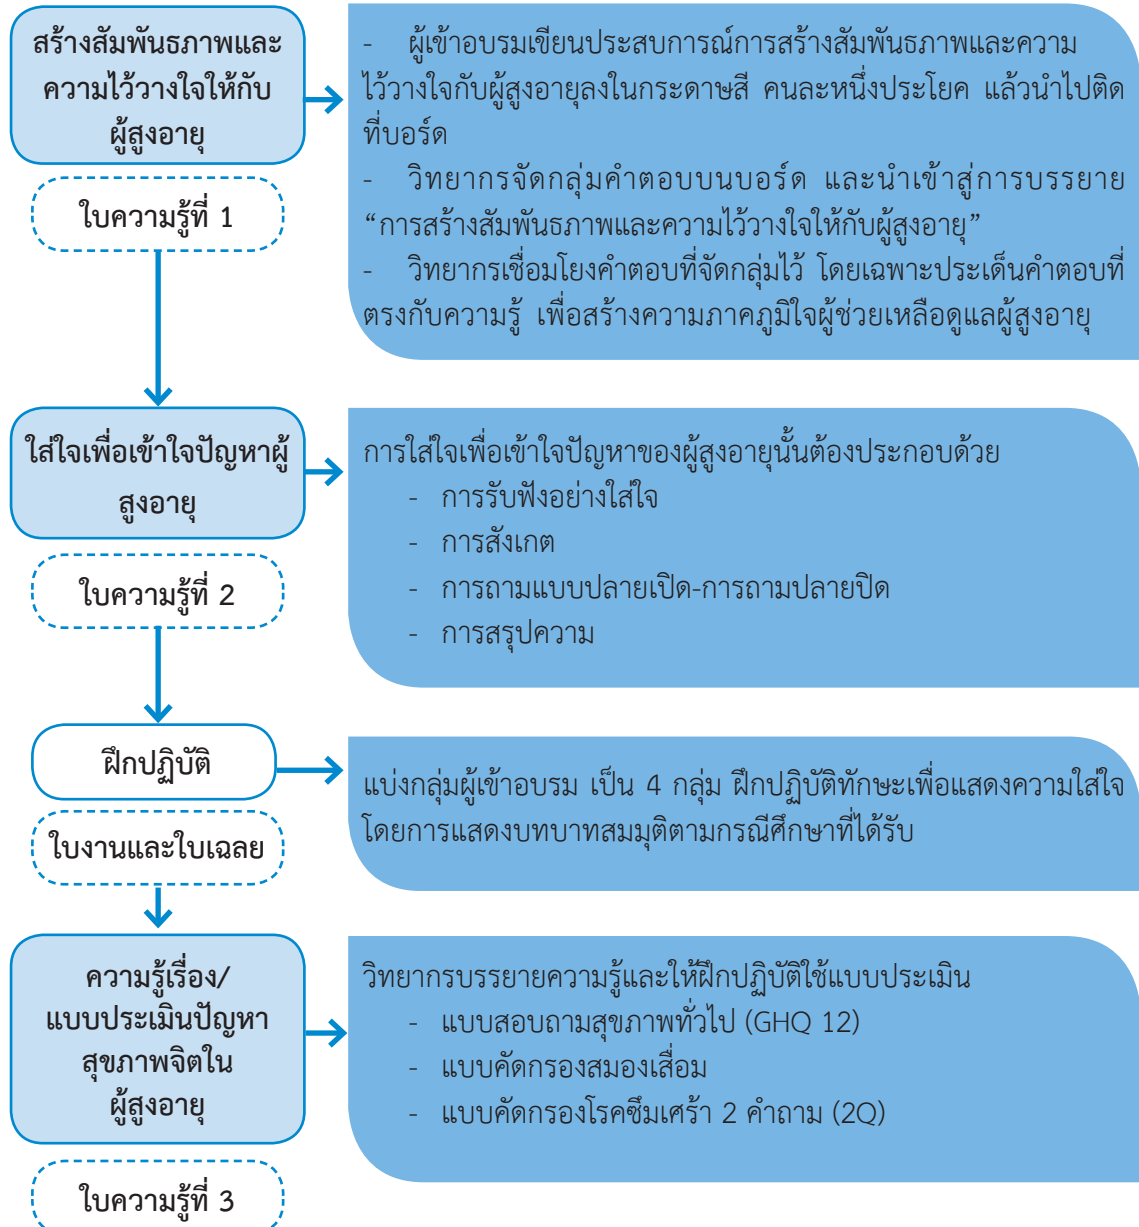 สร้างสัมพันธภาพและ
ความไว้วางใจให้กับ
ผู้สูงอายุ
ใบความรู้ที่ 1
- ผู้เข้าอบรมเขียนประสบการณ์การสร้างสัมพันธภาพและความ
ไว้วางใจกับผู้สูงอายุลงในกระดาษสี คนละหนึ่งประโยค แล้วนำไปติด
ที่บอร์ด
- วิทยากรจัดกลุ่มคำตอบบนบอร์ด และนำเข้าสู่การบรรยาย
“การสร้างสัมพันธภาพและความไว้วางใจให้กับผู้สูงอายุ”
- วิทยากรเชื่อมโยงคำตอบที่จัดกลุ่มไว้ โดยเฉพาะประเด็นคำตอบที่
ตรงกับความรู้ เพื่อสร้างความภาคภูมิใจผู้ช่วยเหลือดูแลผู้สูงอายุ
ใส่ใจเพื่อเข้าใจปัญหาผู้
สูงอายุ
ใบความรู้ที่ 2
การใส่ใจเพื่อเข้าใจปัญหาของผู้สูงอายุนั้นต้องประกอบด้วย
- การรับฟังอย่างใส่ใจ
- การสังเกต
- การถามแบบปลายเปิด-การถามปลายปิด
- การสรุปความ
ฝึกปฏิบัติ
ใบงานและใบเฉลย
แบ่งกลุ่มผู้เข้าอบรม เป็น 4 กลุ่ม ฝึกปฏิบัติทักษะเพื่อแสดงความใส่ใจ
โดยการแสดงบทบาทสมมุติตามกรณีศึกษาที่ได้รับ
ความรู้เรื่อง/
แบบประเมินปัญหา
สุขภาพจิตใน
ผู้สูงอายุ
ใบความรู้ที่ 3
วิทยากรบรรยายความรู้และให้ฝึกปฏิบัติใช้แบบประเมิน
- แบบสอบถามสุขภาพทั่วไป (GHQ 12)
- แบบคัดกรองสมองเสื่อม
- แบบคัดกรองโรคซึมเศร้า 2 คำถาม (2Q)